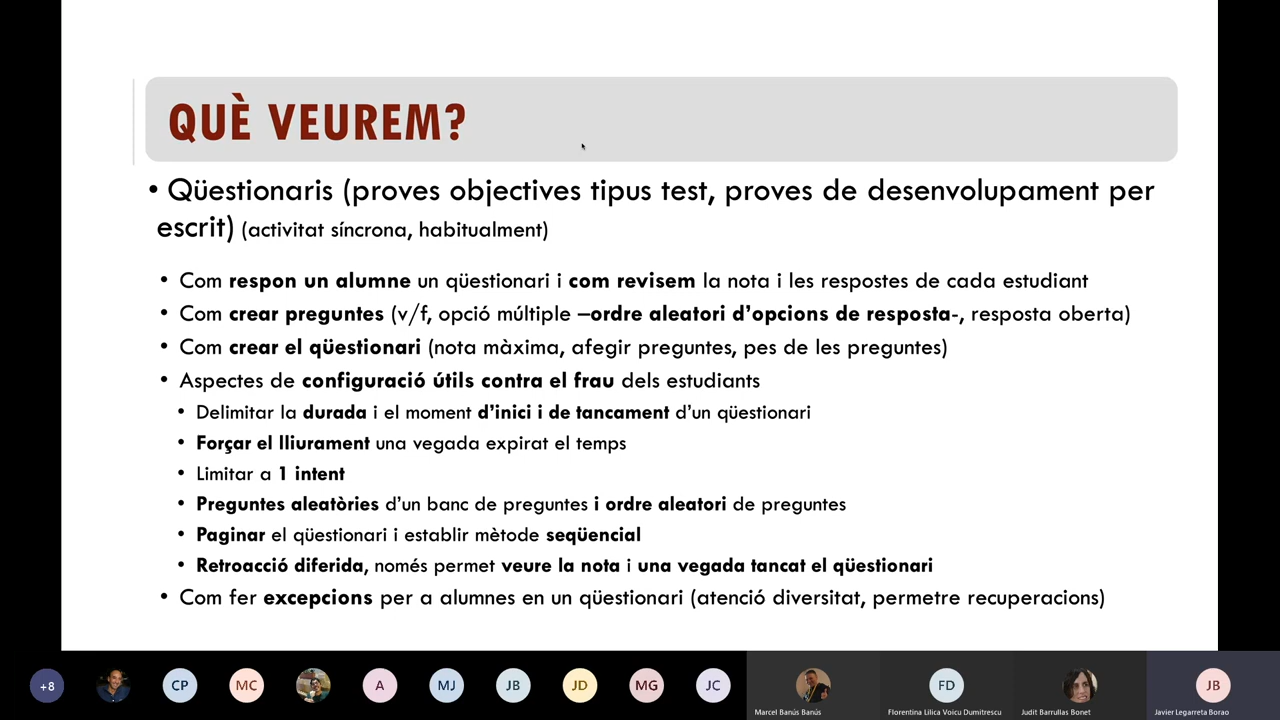 QUÈ VEUREM?
• Qüestionaris (proves objectives tipus test, proves de desenvolupament per
escrit) (activitat síncrona, habitualment)
• Com respon un alumne un qüestionari i com revisem la nota i les respostes de cada estudiant
• Com crear preguntes (v/f, opció múltiple –ordre aleatori d’opcions de resposta-, resposta oberta)
• Com crear el qüestionari (nota màxima, afegir preguntes, pes de les preguntes)
• Aspectes de configuració útils contra el frau dels estudiants
• Delimitar la durada i el moment d’inici i de tancament d’un qüestionari
• Forçar el lliurament una vegada expirat el temps
• Limitar a 1 intent
• Preguntes aleatòries d’un banc de preguntes i ordre aleatori de preguntes
• Paginar el qüestionari i establir mètode seqüencial
• Retroacció diferida, només permet veure la nota i una vegada tancat el qüestionari
• Com fer excepcions per a alumnes en un qüestionari (atenció diversitat, permetre recuperacions)
+8 CP MC A MJ JB JD MG JC FD JB
Marcel Banús Banús Florentina Lilica Voicu Dumitrescu Judit Barrullas Bonet Javier Legarreta Borao